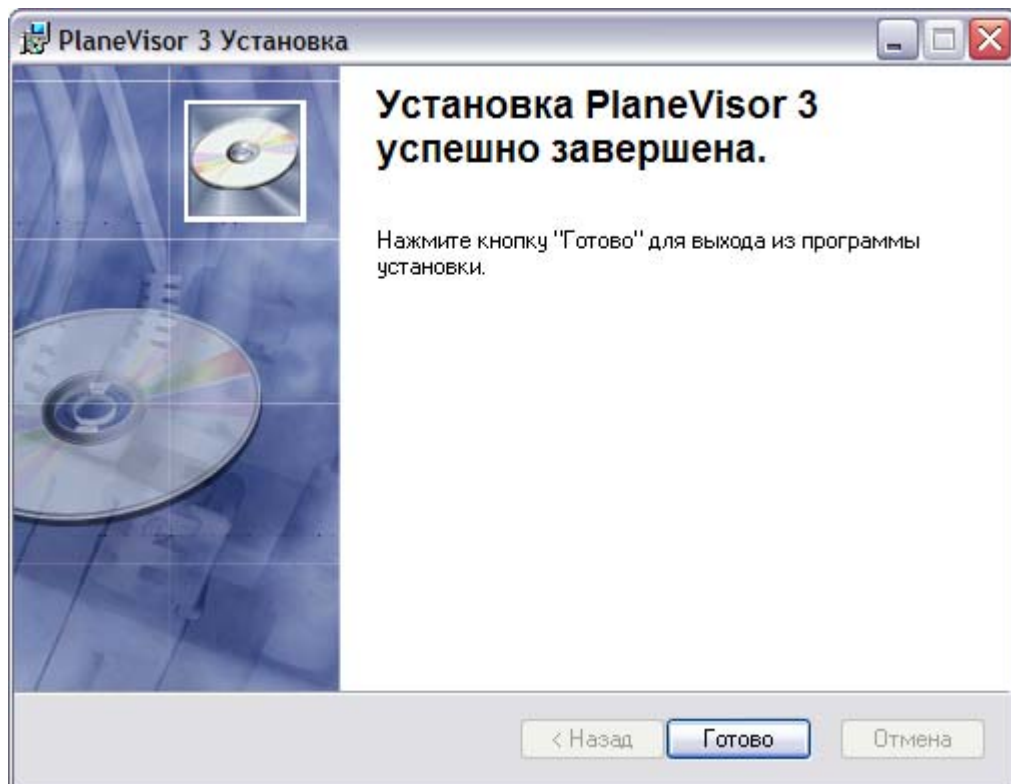 PlaneVisor 3 Установка
Установка PlaneVisor 3
успешно завершена.
Нажмите кнопку "Готово" для выхода из программы
установки.
< Назад
Готово
Отмена